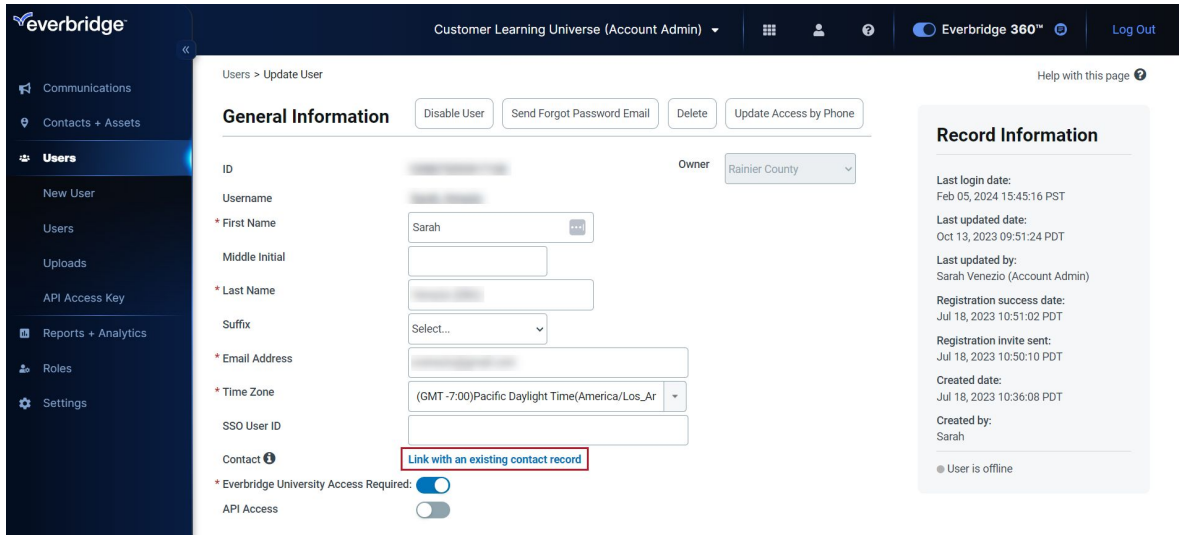 everbridge™
Customer Learning Universe (Account Admin)
Everbridge 360™
Log Out
«
Communications
Contacts + Assets
Users
New User
Users
Uploads
API Access Key
Reports + Analytics
Roles
Settings
Users > Update User
Help with this page
General Information
Disable User
Send Forgot Password Email
Delete
Update Access by Phone
ID
Owner
Rainier County
Username
* First Name
Sarah
Middle Initial
* Last Name
Suffix
Select...
* Email Address
* Time Zone
(GMT -7:00)Pacific Daylight Time(America/Los_Ar
SSO User ID
Contact
Link with an existing contact record
* Everbridge University Access Required:
API Access
Record Information
Last login date:
Feb 05, 2024 15:45:16 PST
Last updated date:
Oct 13, 2023 09:51:24 PDT
Last updated by:
Sarah Venezio (Account Admin)
Registration success date:
Jul 18, 2023 10:51:02 PDT
Registration invite sent:
Jul 18, 2023 10:50:10 PDT
Created date:
Jul 18, 2023 10:36:08 PDT
Created by:
Sarah
User is offline